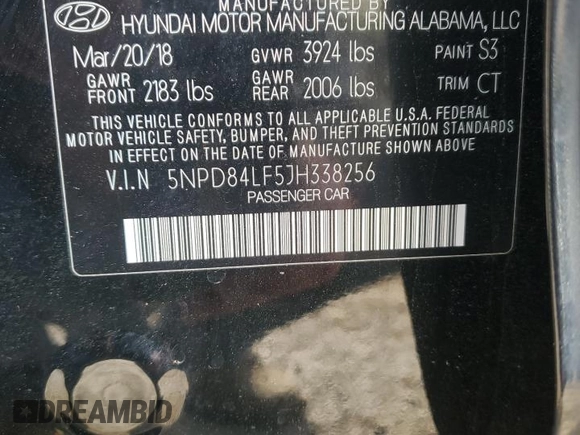 MANUFACTURED BY
HYUNDAI MOTOR MANUFACTURING ALABAMA, LLC
Mar/20/18 GVWR 3924 lbs PAINT S3
GAWR FRONT 2183 lbs GAWR REAR 2006 lbs TRIM CT
THIS VEHICLE CONFORMS TO ALL APPLICABLE U.S.A. FEDERAL
MOTOR VEHICLE SAFETY, BUMPER, AND THEFT PREVENTION STANDARDS
IN EFFECT ON THE DATE OF MANUFACTURE SHOWN ABOVE
V.I.N 5NPD84LF5JH338256
PASSENGER CAR
DREAMBID